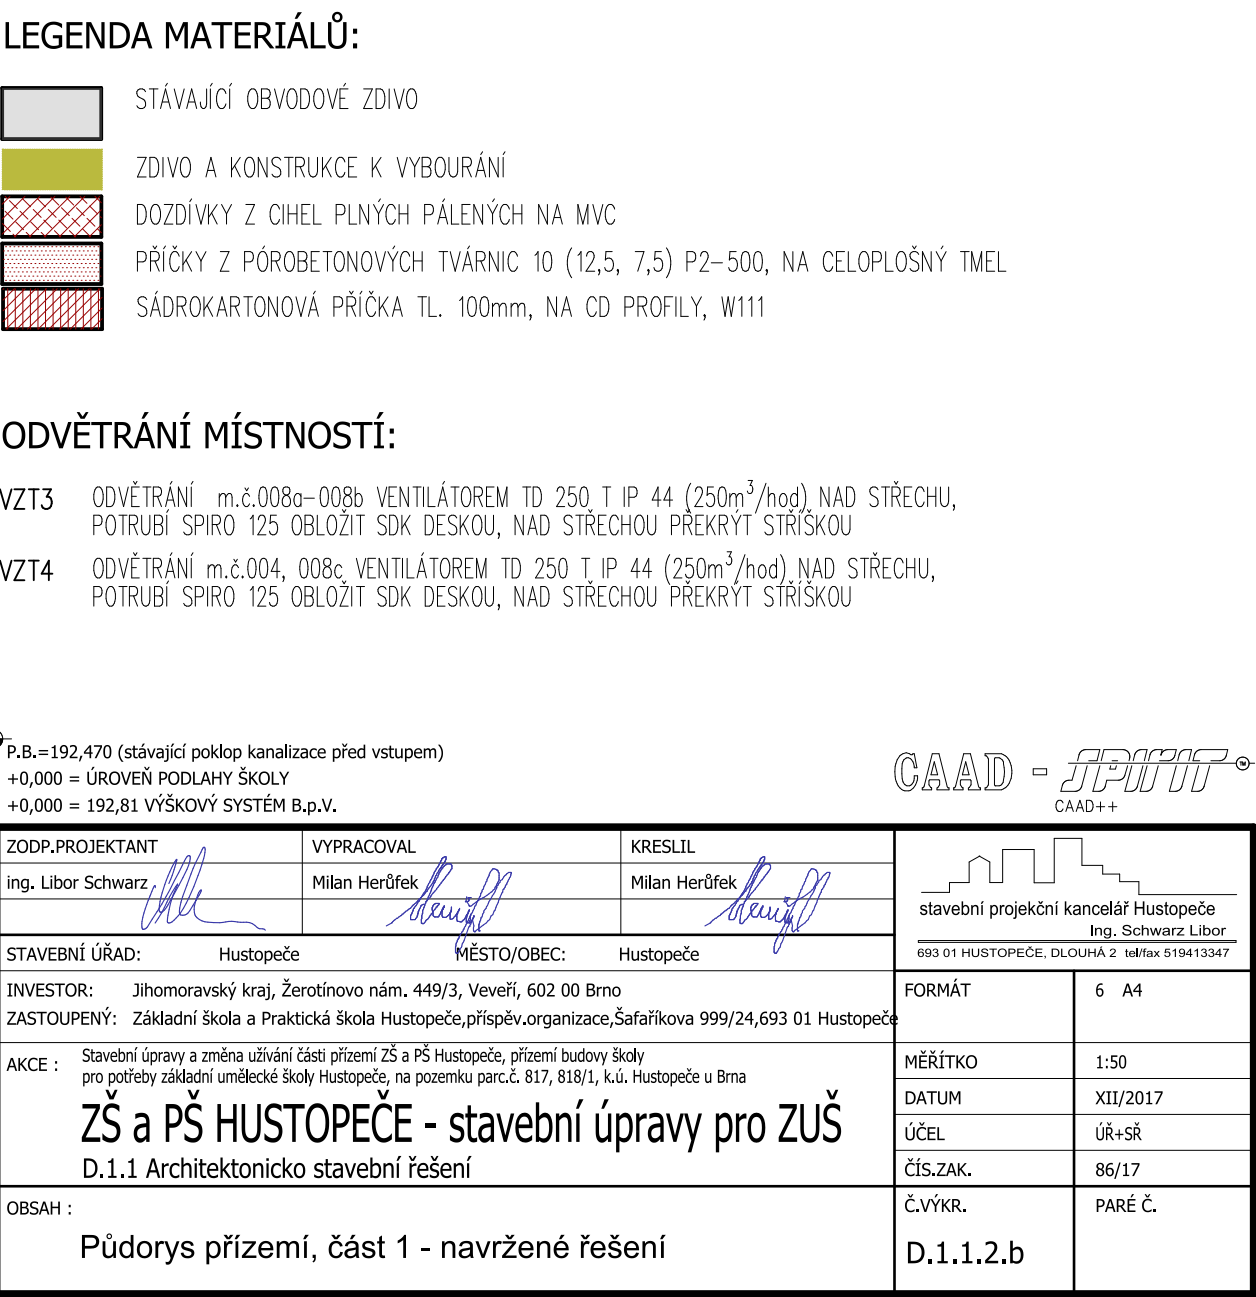 LEGENDA MATERIÁLŮ:
STÁVAJÍCÍ OBVODOVÉ ZDIVO
ZDIVO A KONSTRUKCE K VYBOURÁNÍ
DOZDÍVKY Z CIHEL PLNÝCH PÁLENÝCH NA MVC
PŘÍČKY Z PÓROBETONOVÝCH TVÁRNIC 10 (12,5, 7,5) P2-500, NA CELOPLOŠNÝ TMEL
SÁDROKARTONOVÁ PŘÍČKA TL. 100mm, NA CD PROFILY, W111
ODVĚTRÁNÍ MÍSTNOSTÍ:
VZT3 ODVĚTRÁNÍ m.č.008a-008b VENTILÁTOREM TD 250 T IP 44 (250m³/hod) NAD STŘECHU,
POTRUBÍ SPIRO 125 OBLOŽIT SDK DESKOU, NAD STŘECHOU PŘEKRÝT STŘÍŠKOU
VZT4 ODVĚTRÁNÍ m.č.004, 008c VENTILÁTOREM TD 250 T IP 44 (250m³/hod) NAD STŘECHU,
POTRUBÍ SPIRO 125 OBLOŽIT SDK DESKOU, NAD STŘECHOU PŘEKRÝT STŘÍŠKOU
P.B.=192,470 (stávající poklop kanalizace před vstupem)
+0,000 = ÚROVEŇ PODLAHY ŠKOLY
+0,000 = 192,81 VÝŠKOVÝ SYSTÉM B.p.V.
CAAD - SPIRIT TM
CAAD++
ZODP.PROJEKTANT VYPRACOVAL KRESLIL
ing. Libor Schwarz Milan Herůfek Milan Herůfek
stavební projekční kancelář Hustopeče
Ing. Schwarz Libor
693 01 HUSTOPEČE, DLOUHÁ 2 tel/fax 519413347
STAVEBNÍ ÚŘAD: Hustopeče MĚSTO/OBEC: Hustopeče
INVESTOR: Jihomoravský kraj, Žerotínovo nám. 449/3, Veveří, 602 00 Brno
ZASTOUPENÝ: Základní škola a Praktická škola Hustopeče,příspěv.organizace,Šafaříkova 999/24,693 01 Hustopeče
FORMÁT 6 A4
AKCE : Stavební úpravy a změna užívání části přízemí ZŠ a PŠ Hustopeče, přízemí budovy školy
pro potřeby základní umělecké školy Hustopeče, na pozemku parc.č. 817, 818/1, k.ú. Hustopeče u Brna
ZŠ a PŠ HUSTOPEČE - stavební úpravy pro ZUŠ
D.1.1 Architektonicko stavební řešení
MĚŘÍTKO 1:50
DATUM XII/2017
ÚČEL ÚŘ+SŘ
ČÍS.ZAK. 86/17
OBSAH :
Půdorys přízemí, část 1 - navržené řešení
Č.VÝKR. PARÉ Č.
D.1.1.2.b